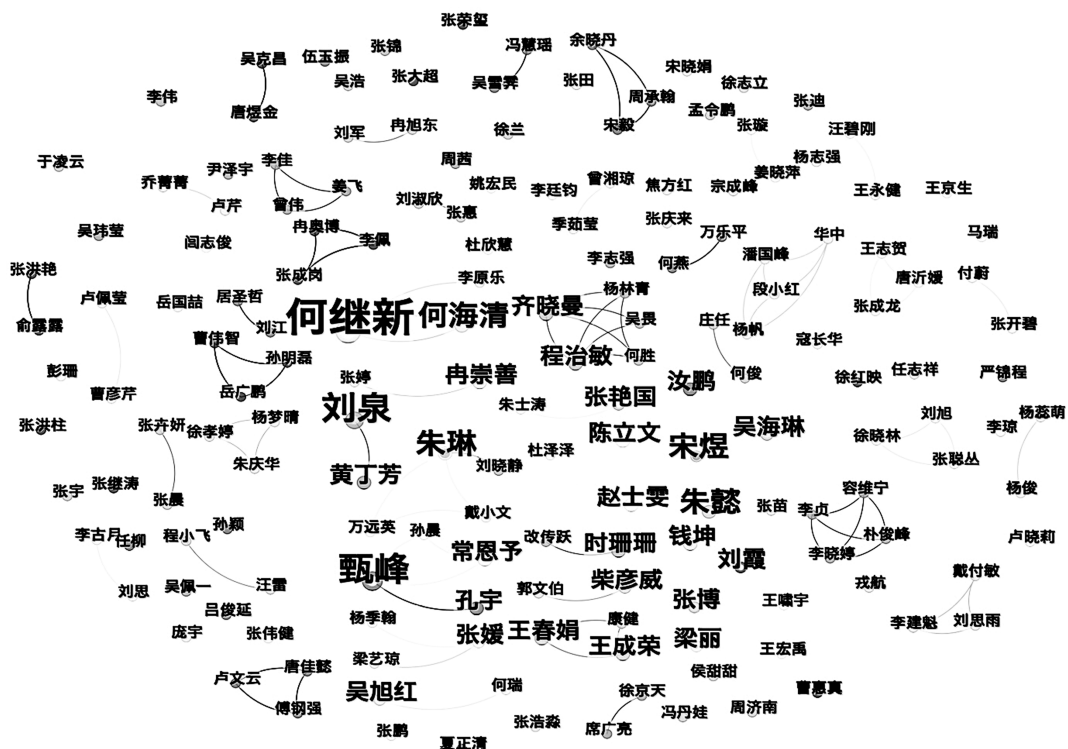 张荣玺
冯慧瑶
余晓丹
吴克昌
伍玉振
张锦
宋晓娟
吴浩
张大超
吴雪霁
张田
徐志立
李伟
唐煜金
周承翰
孟令鹏
张迪
刘军
冉旭东
徐兰
宋毅
张璇
汪碧刚
于凌云
尹泽宇
李佳
周茜
杨志强
乔菁菁
姜飞
姚宏民
李廷钧
曾湘琼
焦方红
宗成峰
姜晓萍
王永健
王京生
卢芹
曾伟
刘淑欣
张惠
季茹莹
张庆来
吴玮莹
闾志俊
冉奥博
李佩
杜欣慧
万乐平
华中
马瑞
张洪艳
张成岗
李原乐
李志强
何燕
潘国峰
王志贺
唐沂媛
付蔚
卢佩莹
岳国喆
居圣哲
何继新
何海清
齐晓曼
杨林青
段小红
张成龙
俞露露
刘江
吴畏
庄任
杨帆
寇长华
张开碧
曹伟智
孙明磊
程治敏
何胜
彭珊
张婷
冉崇善
汝鹏
何俊
徐红映
任志祥
严锦程
曹彦芹
岳广鹏
刘泉
朱士涛
张艳国
张洪柱
张卉妍
徐孝婷
杨梦晴
朱琳
杜泽泽
陈立文
宋煜
吴海琳
徐晓林
刘旭
李琼
杨蕊萌
朱庆华
黄丁芳
刘晓静
张聪丛
张宇
张继涛
张晨
赵士雯
朱懿
张苗
李贞
容维宁
杨俊
李古月
任柳
程小飞
孙颖
万远英
孙晨
戴小文
改传跃
时珊珊
钱坤
刘霞
李晓婷
朴俊峰
卢晓莉
常恩予
刘思
吴佩一
汪雷
甄峰
郭文伯
柴彦威
戎航
戴付敏
吕俊延
孔宇
张博
王啸宇
庞宇
张伟健
杨季翰
张媛
王春娟
康健
王成荣
梁丽
王宏禹
李建魁
刘思雨
卢文云
唐佳懿
梁艺琼
侯甜甜
傅钢强
吴旭红
何瑞
徐京天
曹惠真
张鹏
张浩淼
席广亮
冯丹娃
周济南
夏正清